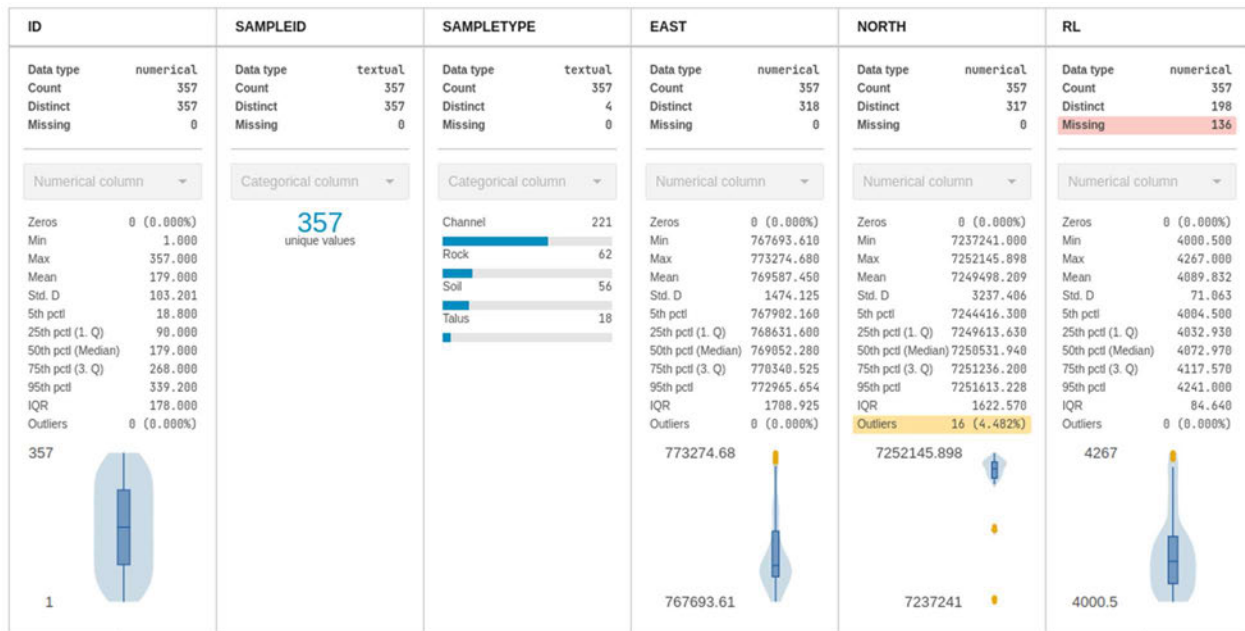 ID SAMPLEID SAMPLETYPE EAST NORTH RL
Data type numerical Data type textual Data type textual Data type numerical Data type numerical Data type numerical
Count 357 Count 357 Count 357 Count 357 Count 357 Count 357
Distinct 357 Distinct 357 Distinct 4 Distinct 318 Distinct 317 Distinct 198
Missing 0 Missing 0 Missing 0 Missing 0 Missing 0 Missing 136
Numerical column Categorical column Categorical column Numerical column Numerical column Numerical column
Zeros 0 (0.000%) 357 Channel 221 Zeros 0 (0.000%) Zeros 0 (0.000%) Zeros 0 (0.000%)
Min 1.000 unique values Min 767693.610 Min 7237241.000 Min 4000.500
Max 357.000 Rock 62 Max 773274.680 Max 7252145.898 Max 4267.000
Mean 179.000 Mean 769587.450 Mean 7249498.209 Mean 4089.832
Std. D 103.201 Soil 56 Std. D 1474.125 Std. D 3237.406 Std. D 71.063
5th pctl 18.800 Talus 18 5th pctl 767902.160 5th pctl 7244416.300 5th pctl 4004.500
25th pctl (1. Q) 90.000 25th pctl (1. Q) 768631.600 25th pctl (1. Q) 7249613.630 25th pctl (1. Q) 4032.930
50th pctl (Median) 179.000 50th pctl (Median) 769052.280 50th pctl (Median) 7250531.940 50th pctl (Median) 4072.970
75th pctl (3. Q) 268.000 75th pctl (3. Q) 770340.525 75th pctl (3. Q) 7251236.200 75th pctl (3. Q) 4117.570
95th pctl 339.200 95th pctl 772965.654 95th pctl 7251613.228 95th pctl 4241.000
IQR 178.000 IQR 1708.925 IQR 1622.570 IQR 84.640
Outliers 0 (0.000%) Outliers 0 (0.000%) Outliers 16 (4.482%) Outliers 0 (0.000%)
357 773274.68 7252145.898 4267
1 767693.61 7237241 4000.5